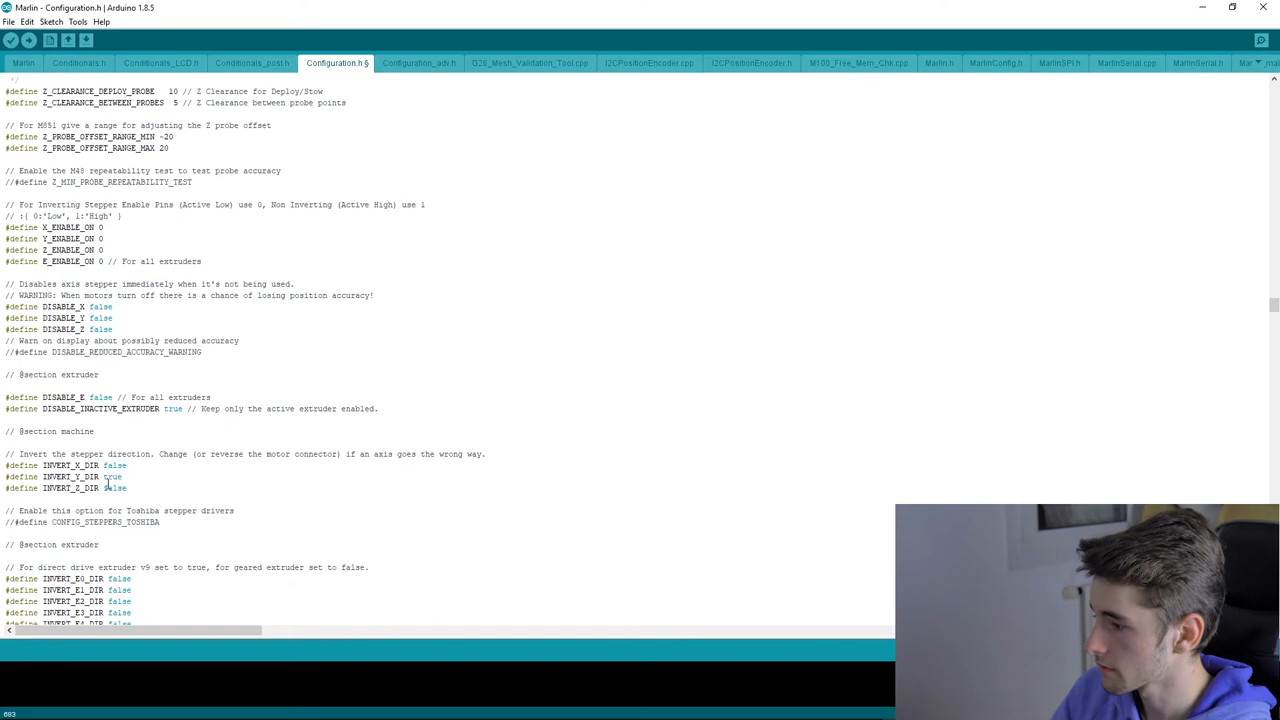 Marlin - Configuration.h | Arduino 1.8.5
File Edit Sketch Tools Help
Marlin Conditionals.h Conditionals_LCD.h Conditionals_post.h Configuration.h § Configuration_adv.h G26_Mesh_Validation_Tool.cpp I2CPositionEncoder.cpp I2CPositionEncoder.h M100_Free_Mem_Chk.cpp Marlin.h MarlinConfig.h MarlinSPI.h MarlinSerial.cpp MarlinSerial.h
*/
#define Z_CLEARANCE_DEPLOY_PROBE 10 // Z Clearance for Deploy/Stow
#define Z_CLEARANCE_BETWEEN_PROBES 5 // Z Clearance between probe points
// For M851 give a range for adjusting the Z probe offset
#define Z_PROBE_OFFSET_RANGE_MIN -20
#define Z_PROBE_OFFSET_RANGE_MAX 20
// Enable the M48 repeatability test to test probe accuracy
//#define Z_MIN_PROBE_REPEATABILITY_TEST
// For Inverting Stepper Enable Pins (Active Low) use 0, Non Inverting (Active High) use 1
// :{ 0:'Low', 1:'High' }
#define X_ENABLE_ON 0
#define Y_ENABLE_ON 0
#define Z_ENABLE_ON 0
#define E_ENABLE_ON 0 // For all extruders
// Disables axis stepper immediately when it's not being used.
// WARNING: When motors turn off there is a chance of losing position accuracy!
#define DISABLE_X false
#define DISABLE_Y false
#define DISABLE_Z false
// Warn on display about possibly reduced accuracy
//#define DISABLE_REDUCED_ACCURACY_WARNING
// @section extruder
#define DISABLE_E false // For all extruders
#define DISABLE_INACTIVE_EXTRUDER true // Keep only the active extruder enabled.
// @section machine
// Invert the stepper direction. Change (or reverse the motor connector) if an axis goes the wrong way.
#define INVERT_X_DIR false
#define INVERT_Y_DIR true
#define INVERT_Z_DIR false
// Enable this option for Toshiba stepper drivers
//#define CONFIG_STEPPERS_TOSHIBA
// @section extruder
// For direct drive extruder v9 set to true, for geared extruder set to false.
#define INVERT_E0_DIR false
#define INVERT_E1_DIR false
#define INVERT_E2_DIR false
#define INVERT_E3_DIR false
#define INVERT_E4_DIR false
683